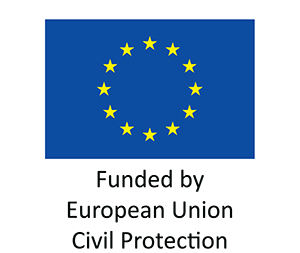 Funded by
European Union
Civil Protection